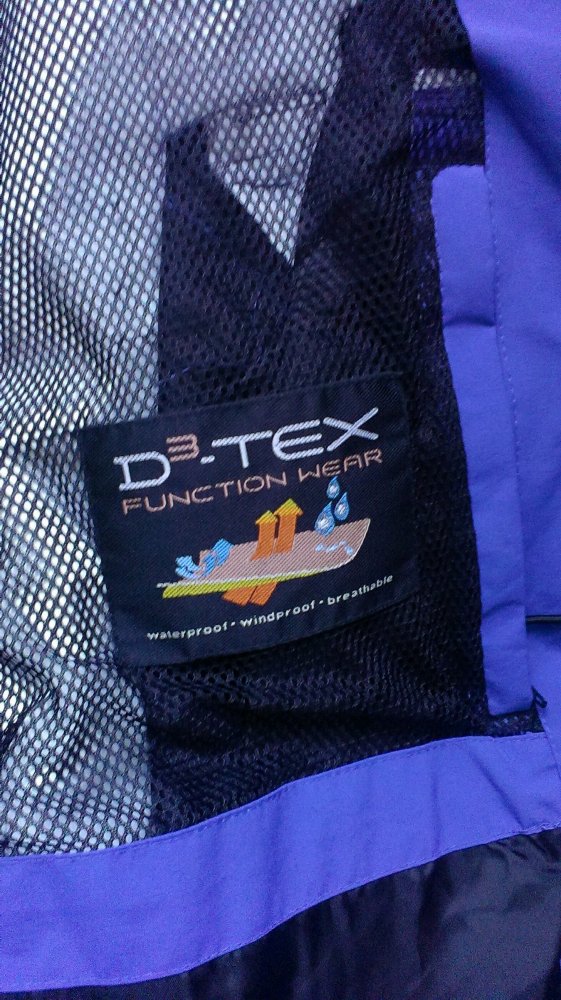 D³-TEX
FUNCTION WEAR
waterproof • windproof • breathable